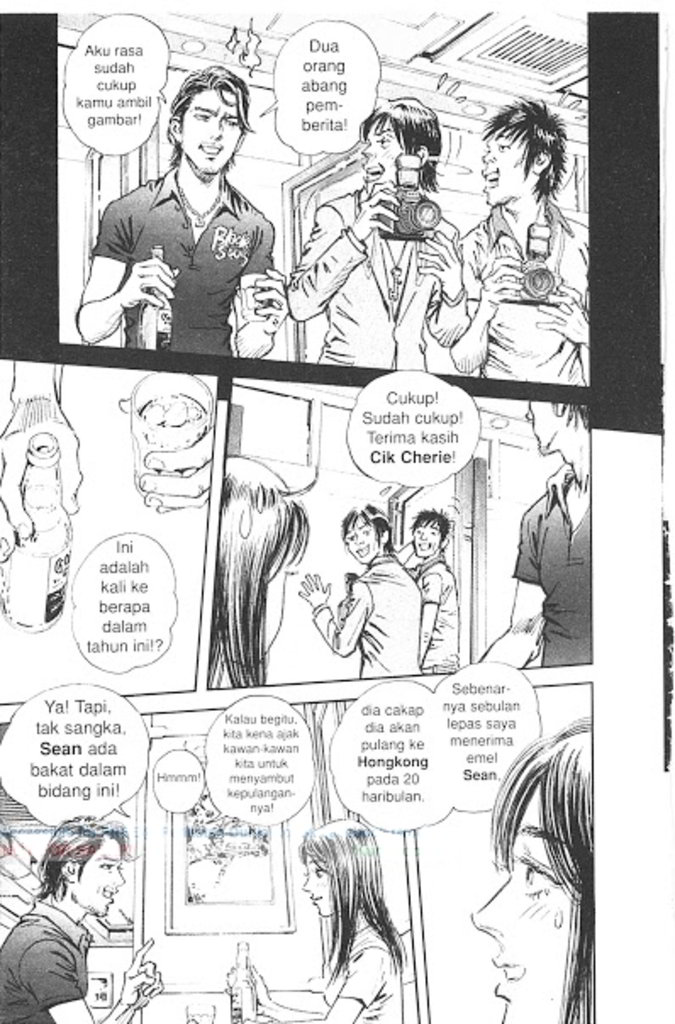 Aku rasa
sudah
cukup
kamu ambil
gambar!
Dua
orang
abang
pem-
berita!
Black
Cukup!
Sudah cukup!
Terima kasih
Cik Cherie!
Ini
adalah
kali ke
berapa
dalam
tahun ini!?
Ya! Tapi,
tak sangka,
Sean ada
bakat dalam
bidang ini!
Hmmm!
Kalau begitu,
kita kena ajak
kawan-kawan
kita untuk
menyambut
kepulangan-
nya!
Sebenar-
nya sebulan
lepas saya
menerima
emel
Sean,
dia cakap
dia akan
pulang ke
Hongkong
pada 20
haribulan.